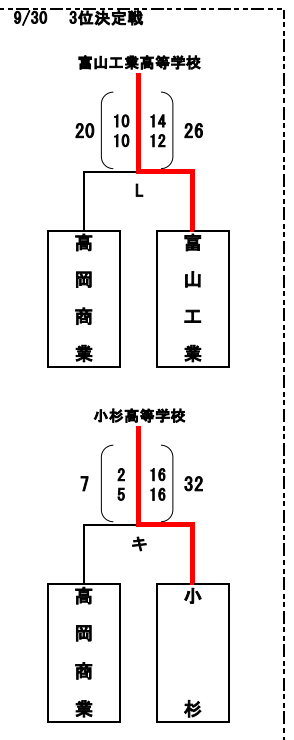 9/30 3位決定戦
富山工業高等学校
20 10 14 26
10 12
L
高岡商業
富山工業
小杉高等学校
7 2 16 32
5 16
キ
高岡商業
小杉